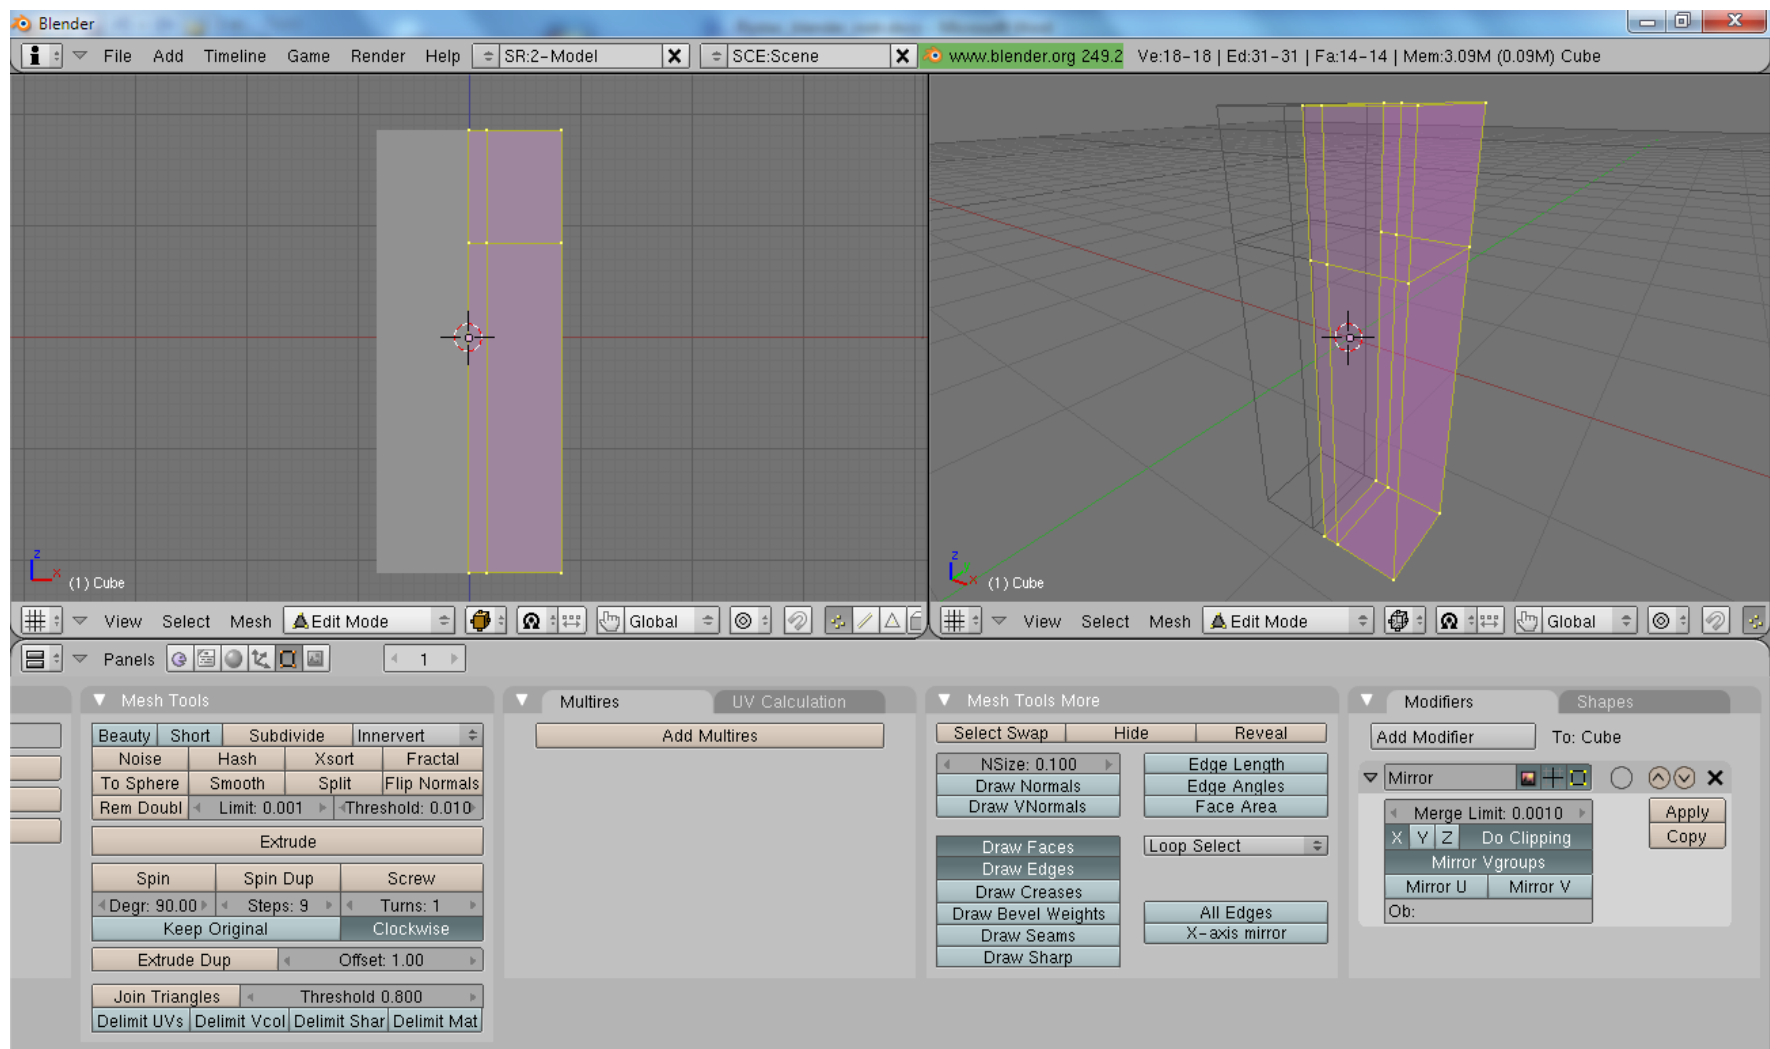 Blender
File Add Timeline Game Render Help SR:2-Model SCE:Scene www.blender.org 249.2 Ve:18-18 | Ed:31-31 | Fa:14-14 | Mem:3.09M (0.09M) Cube
z
x
(1) Cube
z
x
(1) Cube
View Select Mesh Edit Mode Global
View Select Mesh Edit Mode Global
Panels 1
Mesh Tools
Beauty Short Subdivide Innervert
Noise Hash Xsort Fractal
To Sphere Smooth Split Flip Normals
Rem Doubl Limit: 0.001 Threshold: 0.010
Extrude
Spin Spin Dup Screw
Degr: 90.00 Steps: 9 Turns: 1
Keep Original Clockwise
Extrude Dup Offset: 1.00
Join Triangles Threshold 0.800
Delimit UVs Delimit Vcol Delimit Shar Delimit Mat
Multires UV Calculation
Add Multires
Mesh Tools More
Select Swap Hide Reveal
NSize: 0.100
Draw Normals
Draw VNormals
Edge Length
Edge Angles
Face Area
Draw Faces
Draw Edges
Draw Creases
Draw Bevel Weights
Draw Seams
Draw Sharp
Loop Select
All Edges
X-axis mirror
Modifiers Shapes
Add Modifier To: Cube
Mirror
Merge Limit: 0.0010
X Y Z Do Clipping
Mirror Vgroups
Mirror U Mirror V
Ob:
Apply
Copy